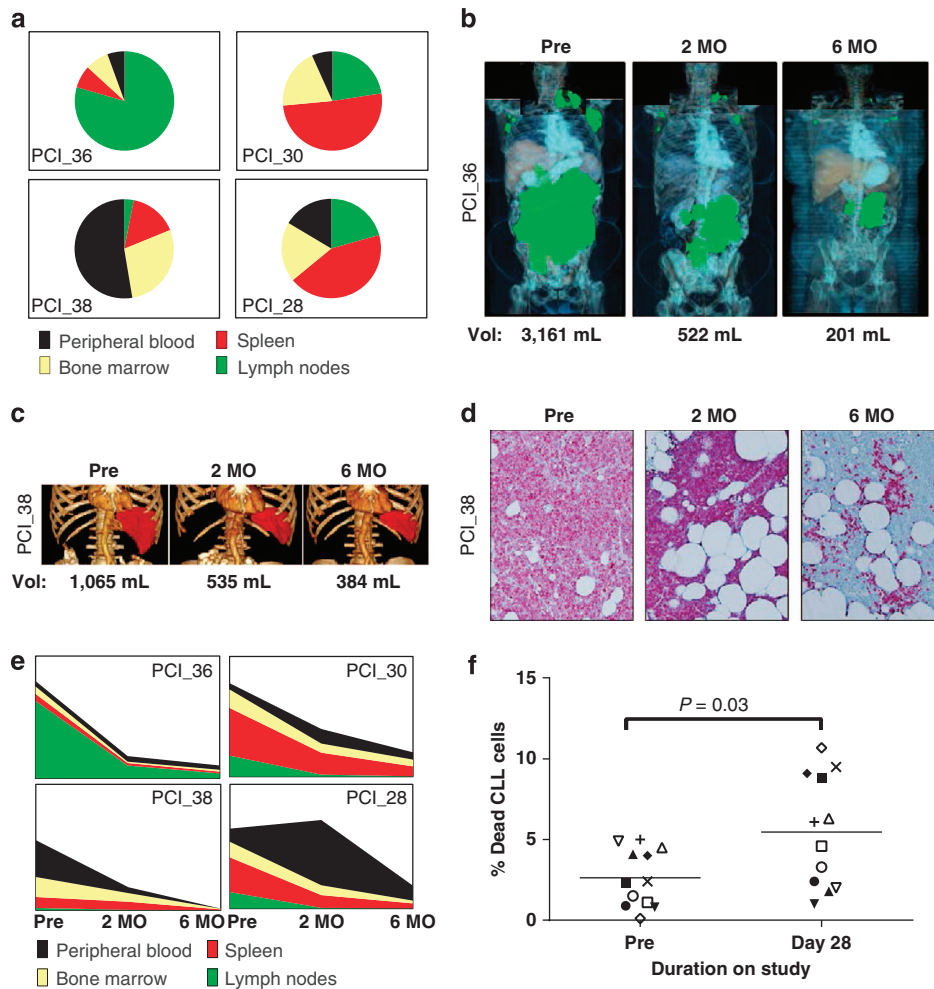 a
PCI_36
PCI_30
PCI_38
PCI_28
Peripheral blood
Spleen
Bone marrow
Lymph nodes
b
Pre 2 MO 6 MO
PCI_36
Vol: 3,161 mL 522 mL 201 mL
c
Pre 2 MO 6 MO
PCI_38
Vol: 1,065 mL 535 mL 384 mL
d
Pre 2 MO 6 MO
PCI_38
e
PCI_36
PCI_30
PCI_38
PCI_28
Pre 2 MO 6 MO Pre 2 MO 6 MO
Peripheral blood
Spleen
Bone marrow
Lymph nodes
f
15
10
5
0
% Dead CLL cells
P = 0.03
Pre Day 28
Duration on study